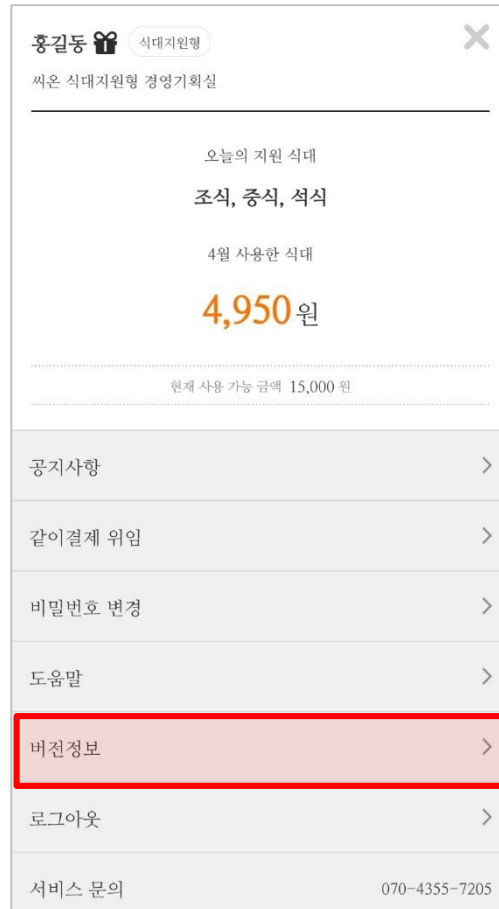 홍길동 식대지원형
씨온 식대지원형 경영기획실
오늘의 지원 식대
조식, 중식, 석식
4월 사용한 식대
4,950 원
현재 사용 가능 금액 15,000 원
공지사항
같이결제 위임
비밀번호 변경
도움말
버전정보
로그아웃
서비스 문의 070-4355-7205